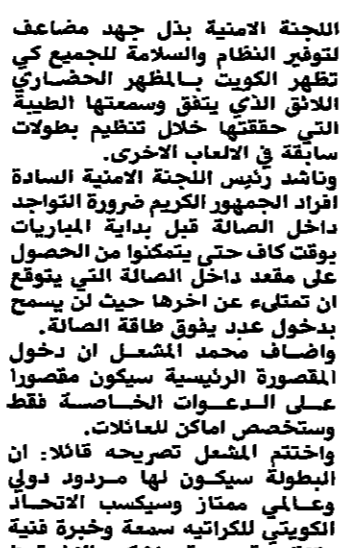 اللجنة الامنية بذل جهد مضاعف
لتوفير النظام والسلامة للجميع كي
تظهر الكويت بالمظهر الحضاري
اللائق الذي يتفق وسمعتها الطيبة
التي حققتها خلال تنظيم بطولات
سابقة في الالعاب الاخرى.
وناشد رئيس اللجنة الامنية السادة
افراد الجمهور الكريم ضرورة التواجد
داخل الصالة قبل بداية المباريات
بوقت كاف حتى يتمكنوا من الحصول
على مقعد داخل الصالة التي يتوقع
ان تمتلىء عن اخرها حيث لن يسمح
بدخول عدد يفوق طاقة الصالة.
واضاف محمد المشعل ان دخول
المقصورة الرئيسية سيكون مقصورا
على الدعوات الخاصة فقط
وستخصص اماكن للعائلات.
واختتم المشعل تصريحه قائلا: ان
البطولة سيكون لها مردود دولي
وعالمي ممتاز وسيكسب الاتحاد
الكويتي للكراتيه سمعة وخبرة فنية